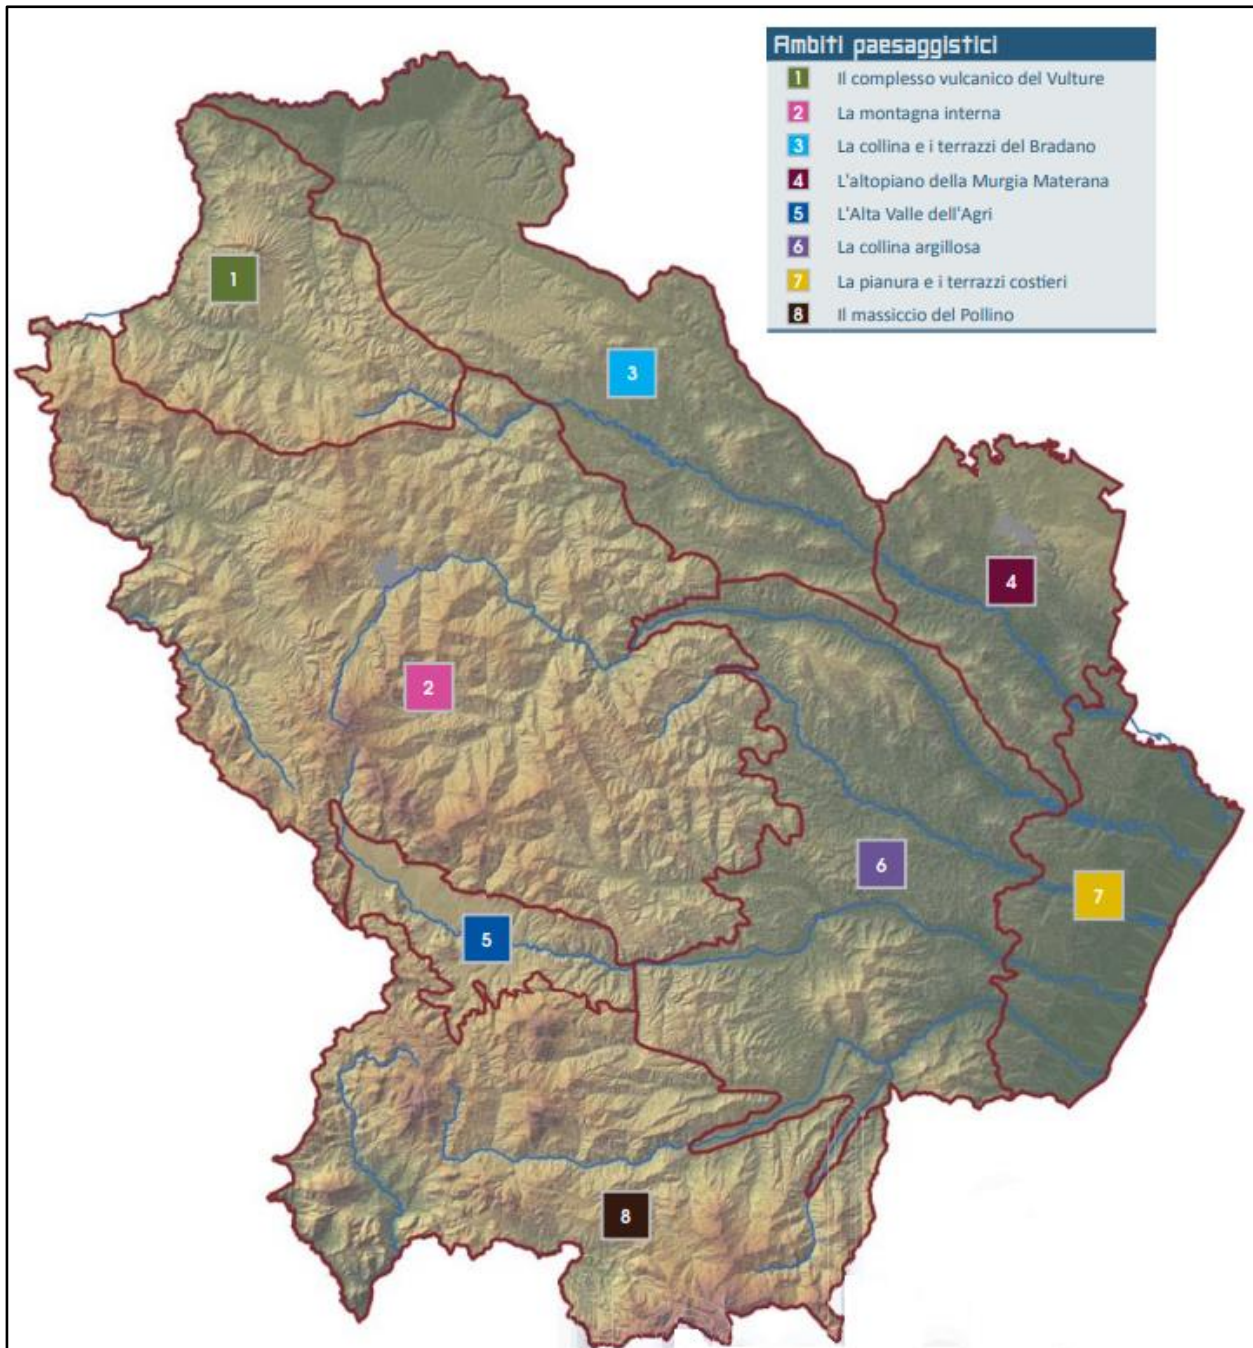 Ambiti paesaggistici
1 Il complesso vulcanico del Vulture
2 La montagna interna
3 La collina e i terrazzi del Bradano
4 L'altopiano della Murgia Materana
5 L'Alta Valle dell'Agri
6 La collina argillosa
7 La pianura e i terrazzi costieri
8 Il massiccio del Pollino
1
3
4
2
6
7
5
8